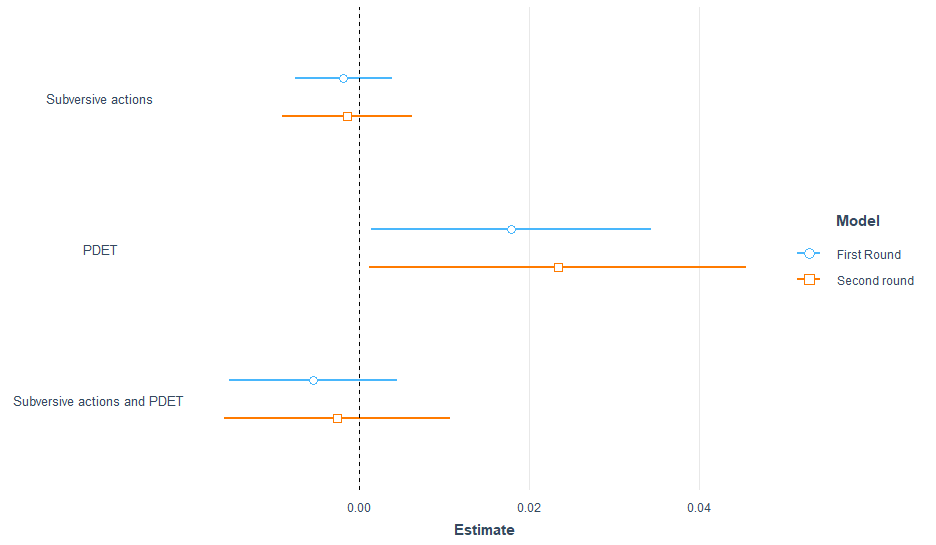 Subversive actions
PDET
Subversive actions and PDET
0.00
0.02
0.04
Estimate
Model
First Round
Second round